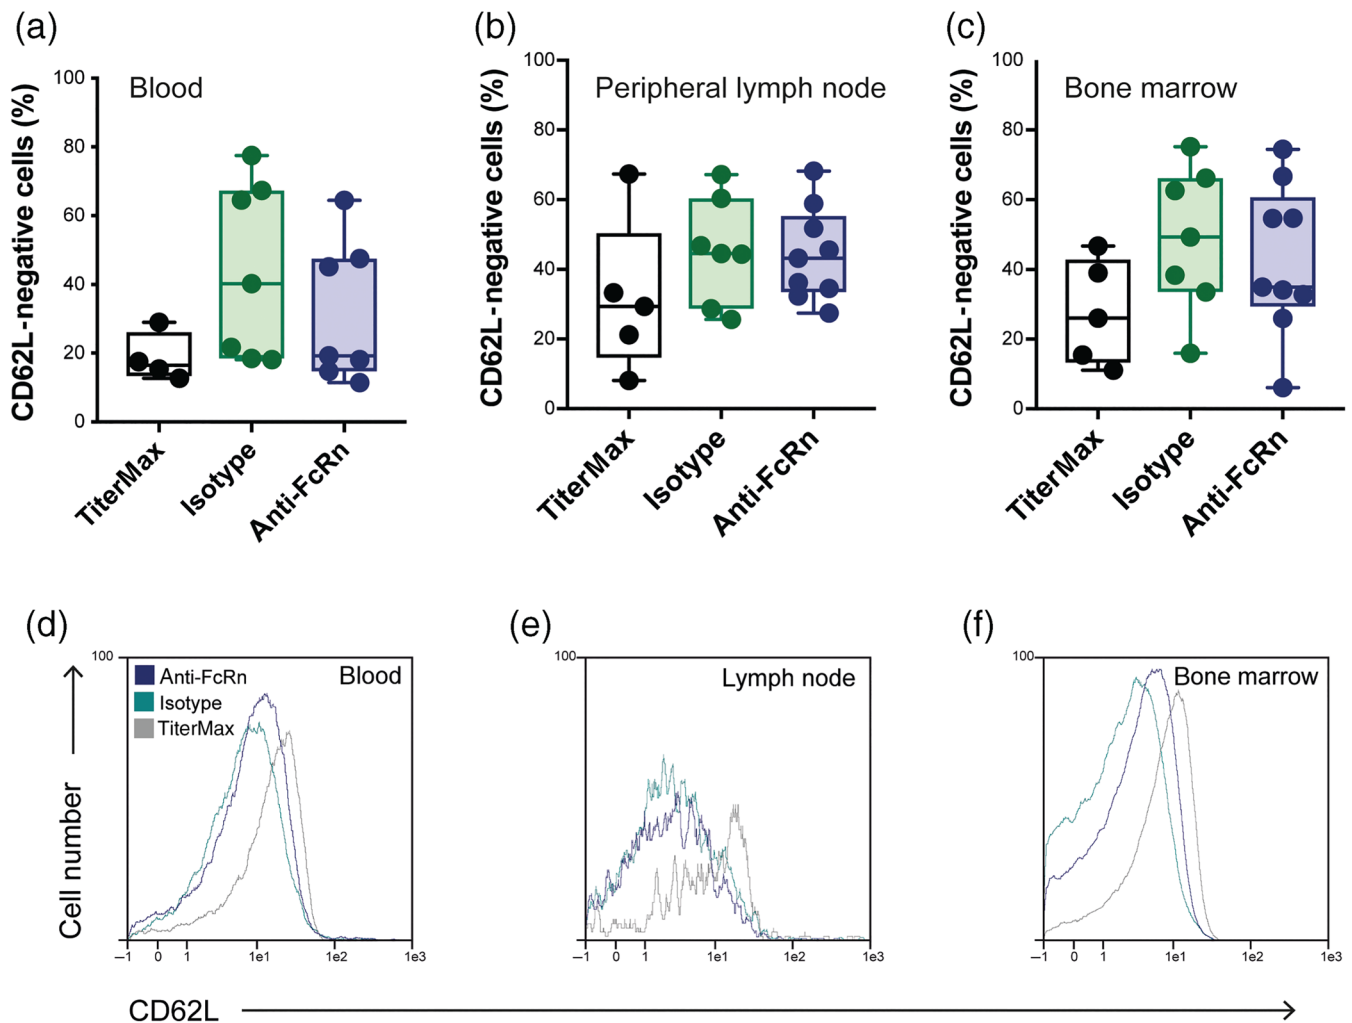 (a)
(b)
(c)
CD62L-negative cells (%)
100
80
60
40
20
0
Blood
TiterMax
Isotype
Anti-FcRn
CD62L-negative cells (%)
100
80
60
40
20
0
Peripheral lymph node
TiterMax
Isotype
Anti-FcRn
CD62L-negative cells (%)
100
80
60
40
20
0
Bone marrow
TiterMax
Isotype
Anti-FcRn
(d)
(e)
(f)
Cell number
100
Anti-FcRn
Isotype
TiterMax
Blood
−1 0 1 1e1 1e2 1e3
100
Lymph node
−1 0 1 1e1 1e2 1e3
100
Bone marrow
−1 0 1 1e1 1e2 1e3
CD62L